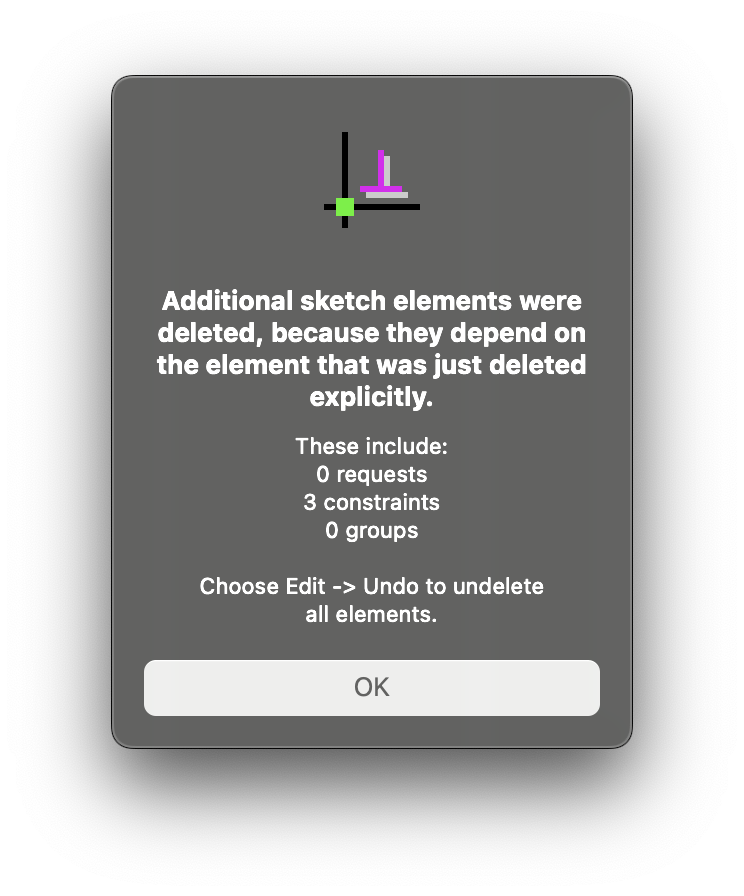 Additional sketch elements were
deleted, because they depend on
the element that was just deleted
explicitly.
These include:
0 requests
3 constraints
0 groups
Choose Edit -> Undo to undelete
all elements.
OK